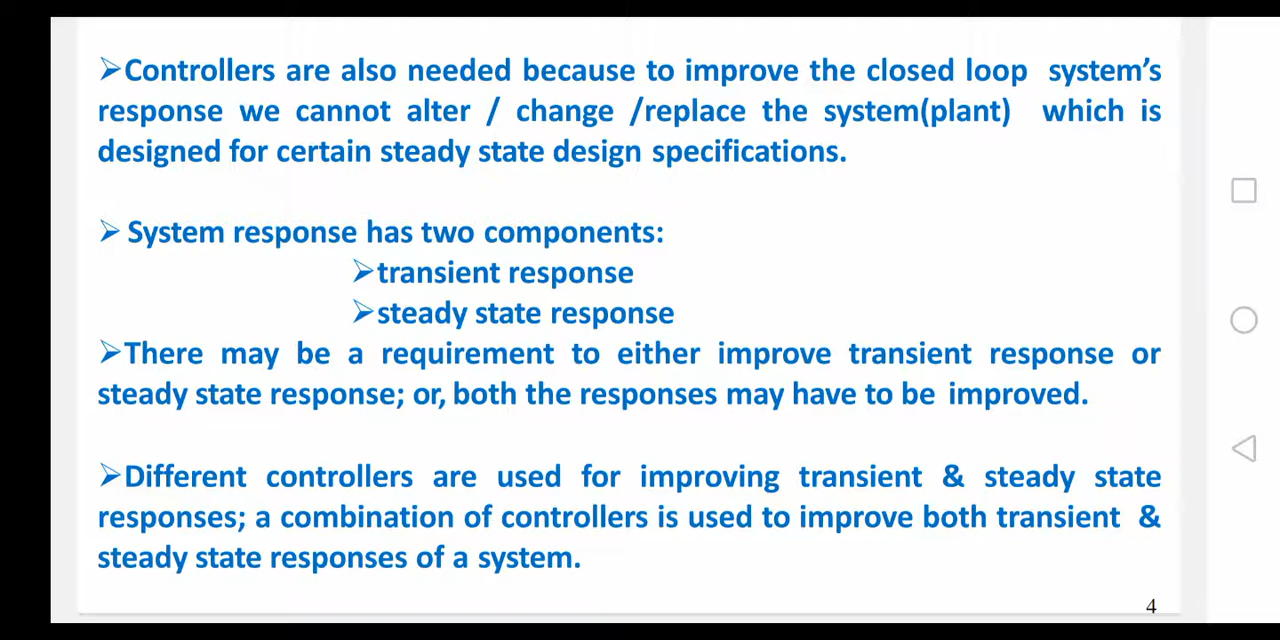 ➢Controllers are also needed because to improve the closed loop system’s
response we cannot alter / change /replace the system(plant) which is
designed for certain steady state design specifications.
➢ System response has two components:
➢transient response
➢steady state response
➢There may be a requirement to either improve transient response or
steady state response; or, both the responses may have to be improved.
➢Different controllers are used for improving transient & steady state
responses; a combination of controllers is used to improve both transient &
steady state responses of a system.
4